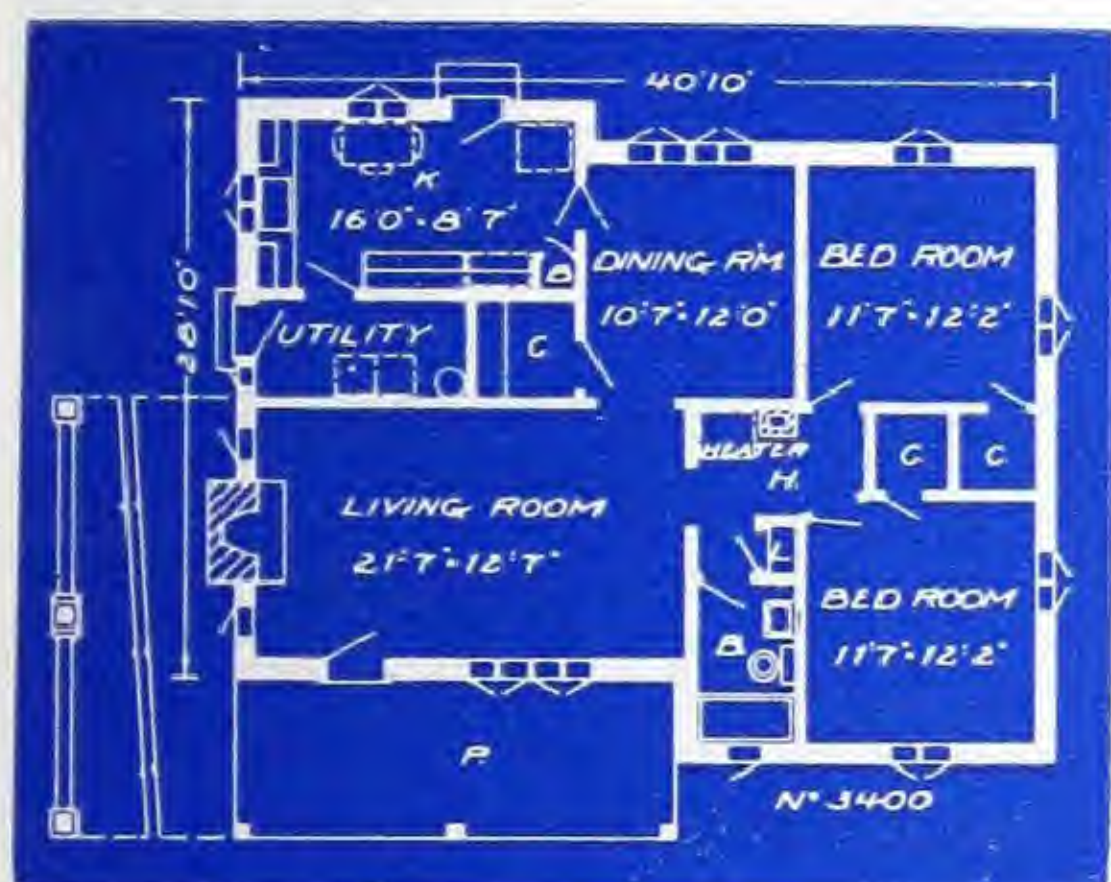 40'10"
28'10"
K
16'0"-8'7"
B
DINING R'M
10'7"-12'0"
BED ROOM
11'7"-12'2"
UTILITY
C.
HEATER
H.
C.
C.
LIVING ROOM
21'7"-12'7"
L
B.
BED ROOM
11'7"-12'2"
P.
Nº 3400